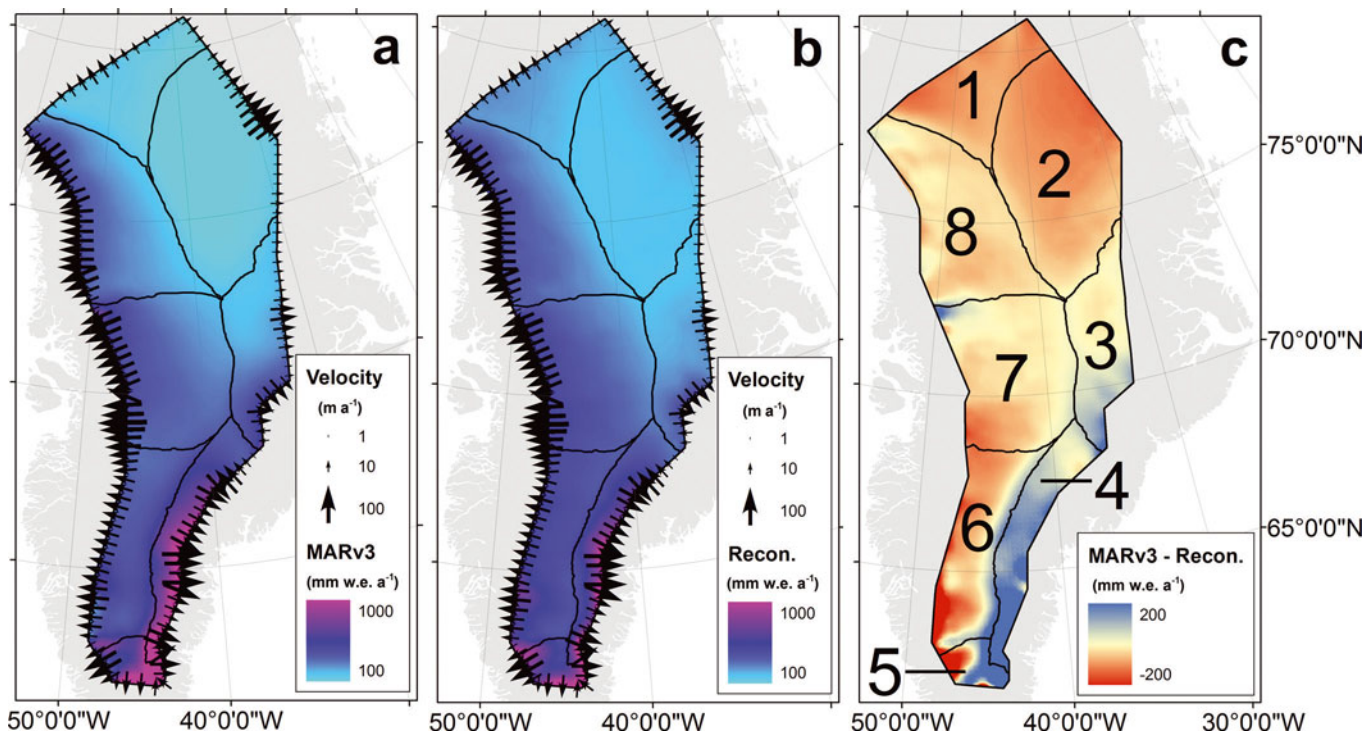 a
Velocity
(m a⁻¹)
1
10
100
MARv3
(mm w.e. a⁻¹)
1000
100
50°0'0"W
40°0'0"W
b
Velocity
(m a⁻¹)
1
10
100
Recon.
(mm w.e. a⁻¹)
1000
100
50°0'0"W
40°0'0"W
c
1
2
8
3
7
4
6
5
MARv3 - Recon.
(mm w.e. a⁻¹)
200
-200
75°0'0"N
70°0'0"N
65°0'0"N
50°0'0"W
40°0'0"W
30°0'0"W